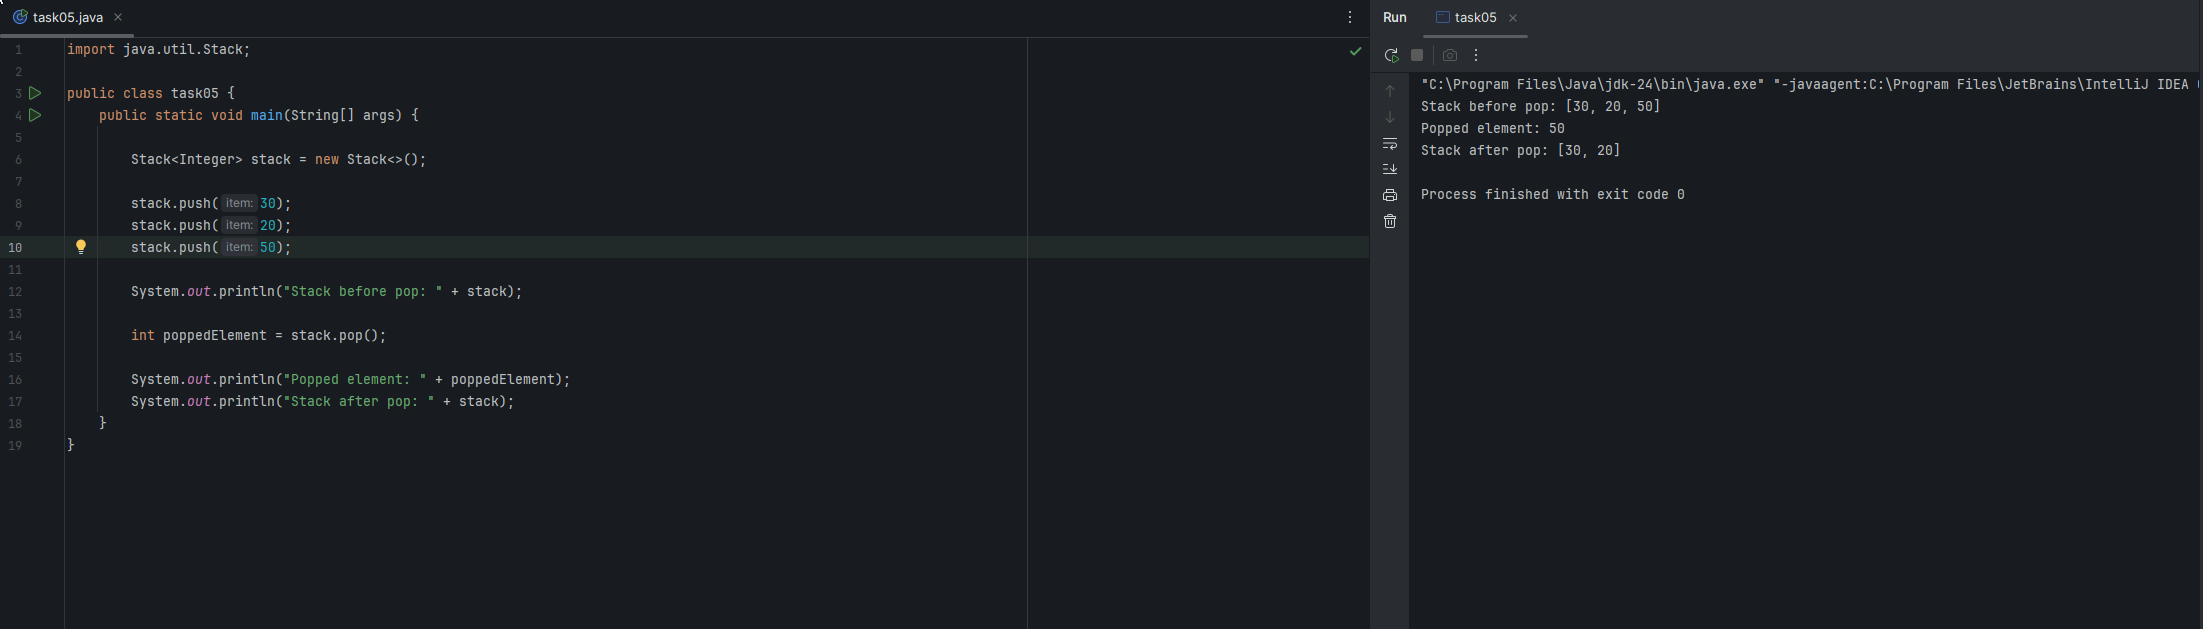 task05.java
1 import java.util.Stack;
2
3 public class task05 {
4 public static void main(String[] args) {
5
6 Stack<Integer> stack = new Stack<>();
7
8 stack.push( item: 30);
9 stack.push( item: 20);
10 stack.push( item: 50);
11
12 System.out.println("Stack before pop: " + stack);
13
14 int poppedElement = stack.pop();
15
16 System.out.println("Popped element: " + poppedElement);
17 System.out.println("Stack after pop: " + stack);
18 }
19 }
Run task05
"C:\Program Files\Java\jdk-24\bin\java.exe" "-javaagent:C:\Program Files\JetBrains\IntelliJ IDEA
Stack before pop: [30, 20, 50]
Popped element: 50
Stack after pop: [30, 20]
Process finished with exit code 0